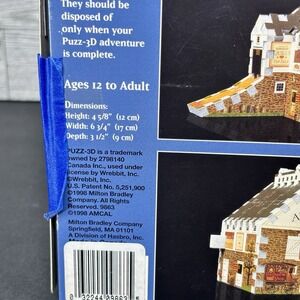 They should be
disposed of
only when your
Puzz-3D adventure
is complete.
Ages 12 to Adult
Dimensions:
Height: 4 5/8" (12 cm)
Width: 6 3/4" (17 cm)
Depth: 3 1/2" (9 cm)
PUZZ-3D is a trademark
owned by 2798140
Canada Inc., used under
license by Wrebbit, Inc.
©Wrebbit, Inc.
U.S. Patent No. 5,251,900
©1998 Milton Bradley
Company. All Rights
Reserved. 9863
©1998 AMCAL
Milton Bradley Company
Springfield, MA 01101
A Division of Hasbro, Inc.